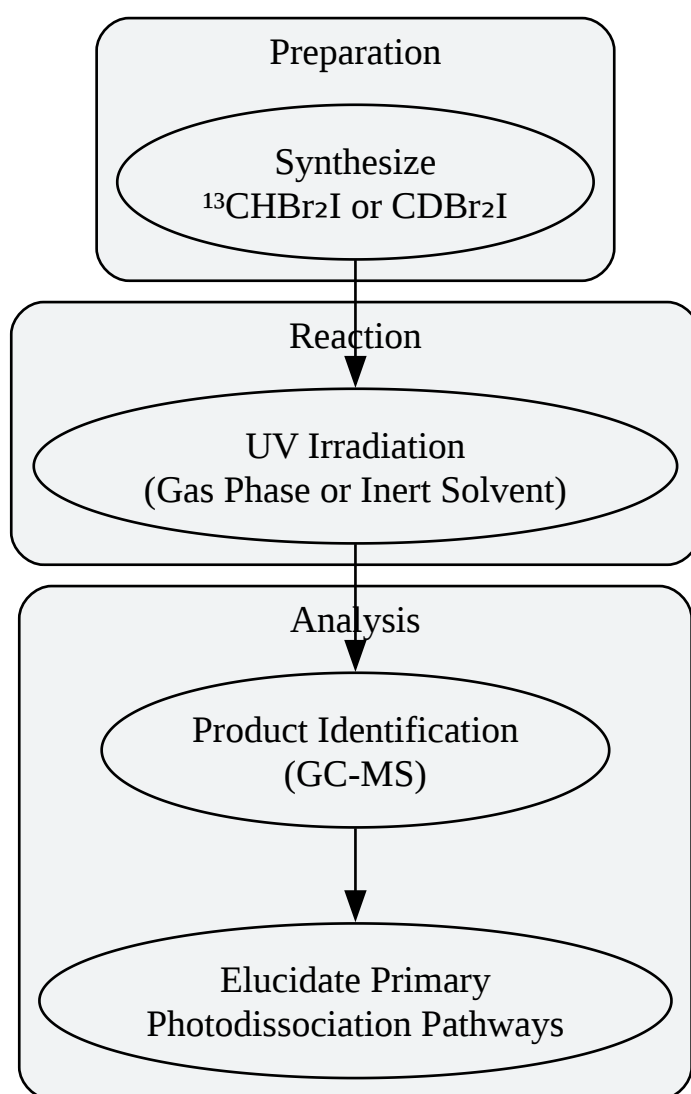 Preparation
Synthesize
¹³CHBr₂I or CDBr₂I
Reaction
UV Irradiation
(Gas Phase or Inert Solvent)
Analysis
Product Identification
(GC-MS)
Elucidate Primary
Photodissociation Pathways